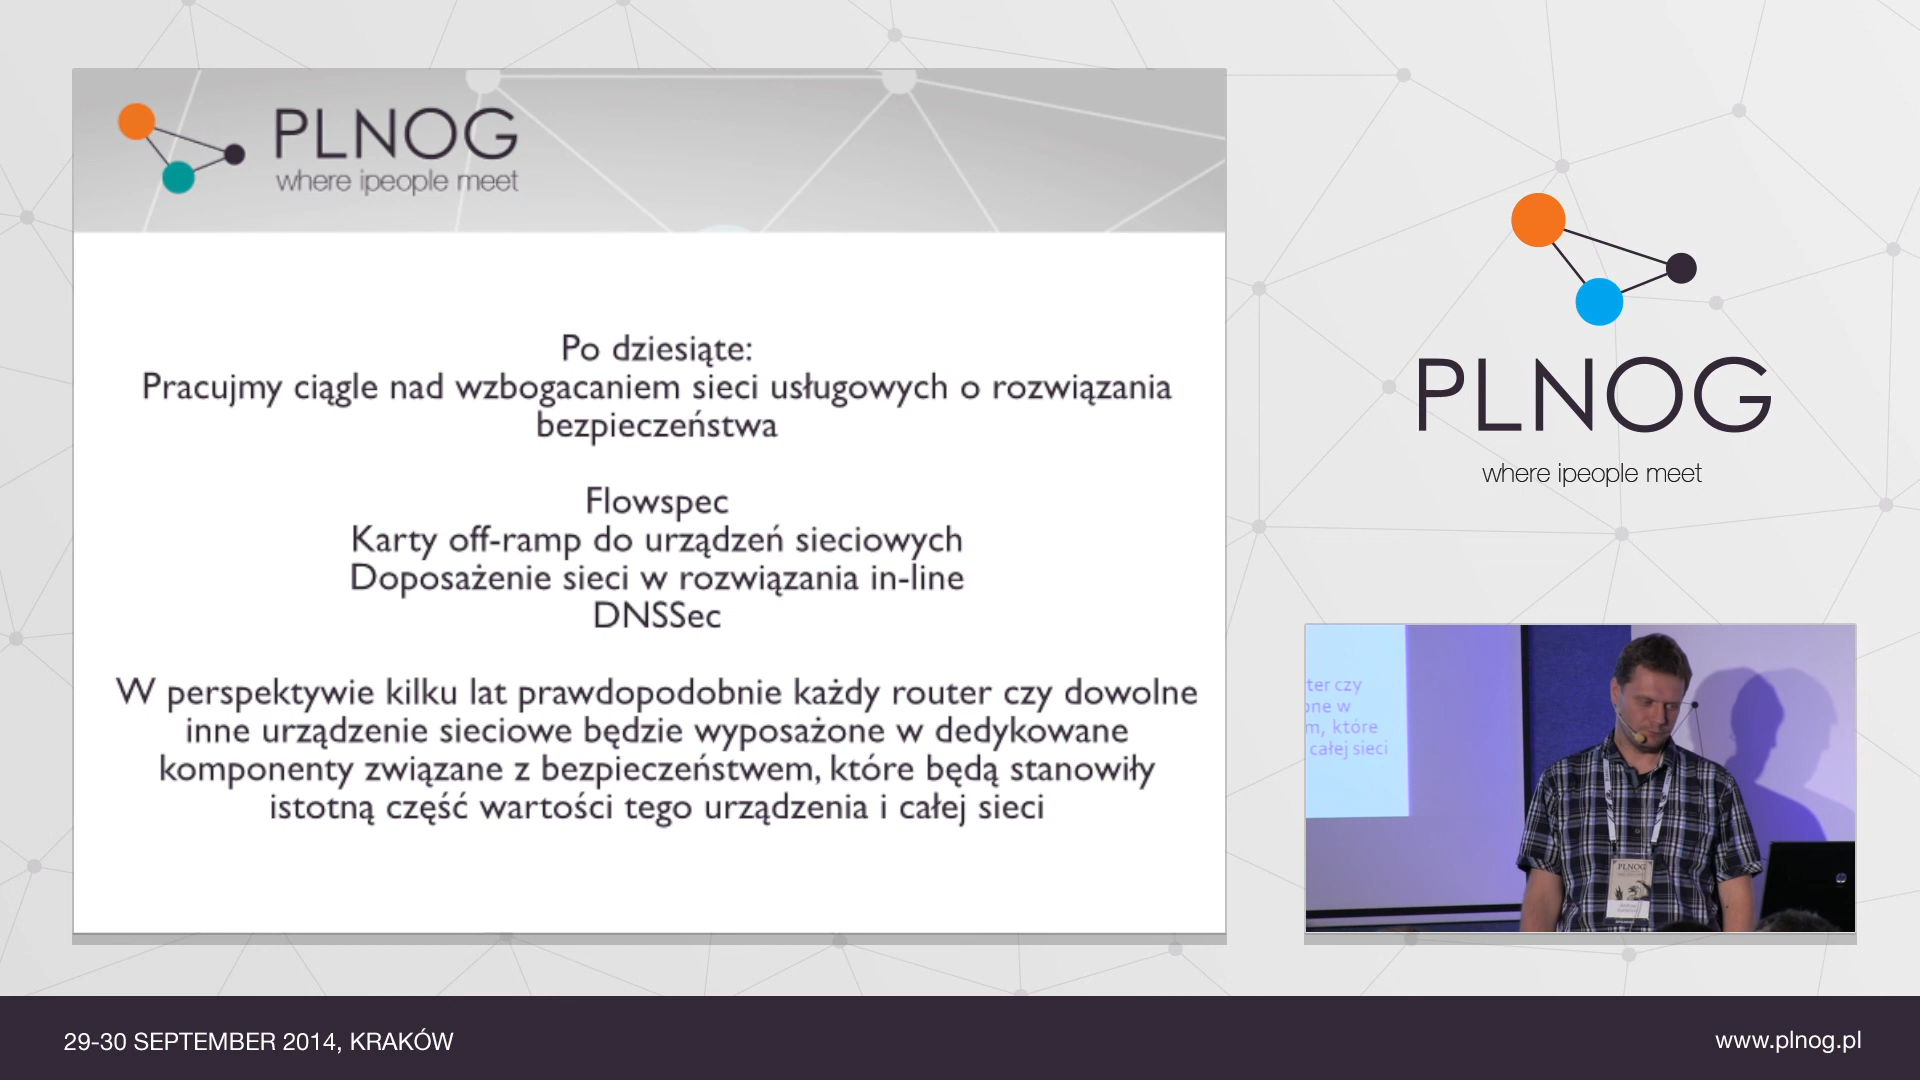 PLNOG
where ipeople meet
Po dziesiąte:
Pracujmy ciągle nad wzbogacaniem sieci usługowych o rozwiązania
bezpieczeństwa
Flowspec
Karty off-ramp do urządzeń sieciowych
Doposażenie sieci w rozwiązania in-line
DNSSec
W perspektywie kilku lat prawdopodobnie każdy router czy dowolne
inne urządzenie sieciowe będzie wyposażone w dedykowane
komponenty związane z bezpieczeństwem, które będą stanowiły
istotną część wartości tego urządzenia i całej sieci
PLNOG
where ipeople meet
ter czy
one w
m, które
całej sieci
PLNOG
29-30 SEPTEMBER 2014, KRAKÓW
www.plnog.pl